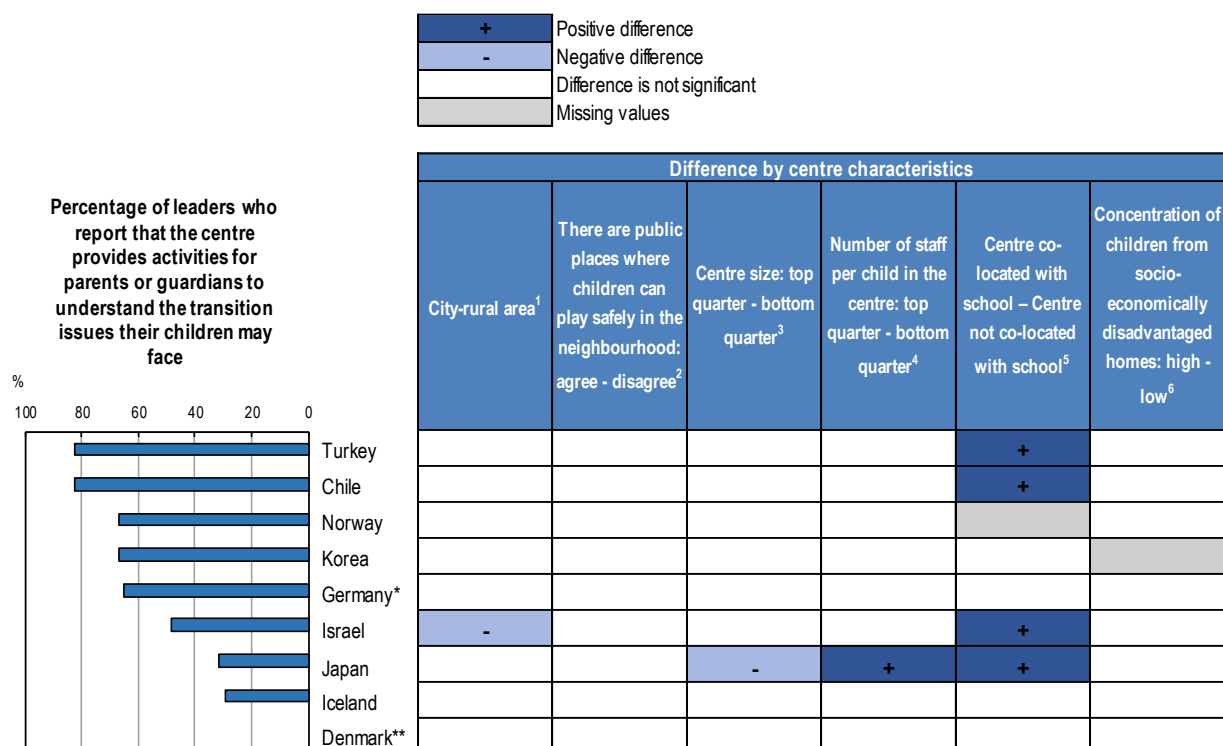 + Positive difference
- Negative difference
Difference is not significant
Missing values
Percentage of leaders who
report that the centre
provides activities for
parents or guardians to
understand the transition
issues their children may
face
%
100 80 60 40 20 0
Difference by centre characteristics
City-rural area1
There are public
places where
children can
play safely in the
neighbourhood:
agree - disagree2
Centre size: top
quarter - bottom
quarter3
Number of staff
per child in the
centre: top
quarter - bottom
quarter4
Centre co-
located with
school – Centre
not co-located
with school5
Concentration of
children from
socio-
economically
disadvantaged
homes: high -
low6
Turkey +
Chile +
Norway
Korea
Germany*
Israel - +
Japan - + +
Iceland
Denmark**